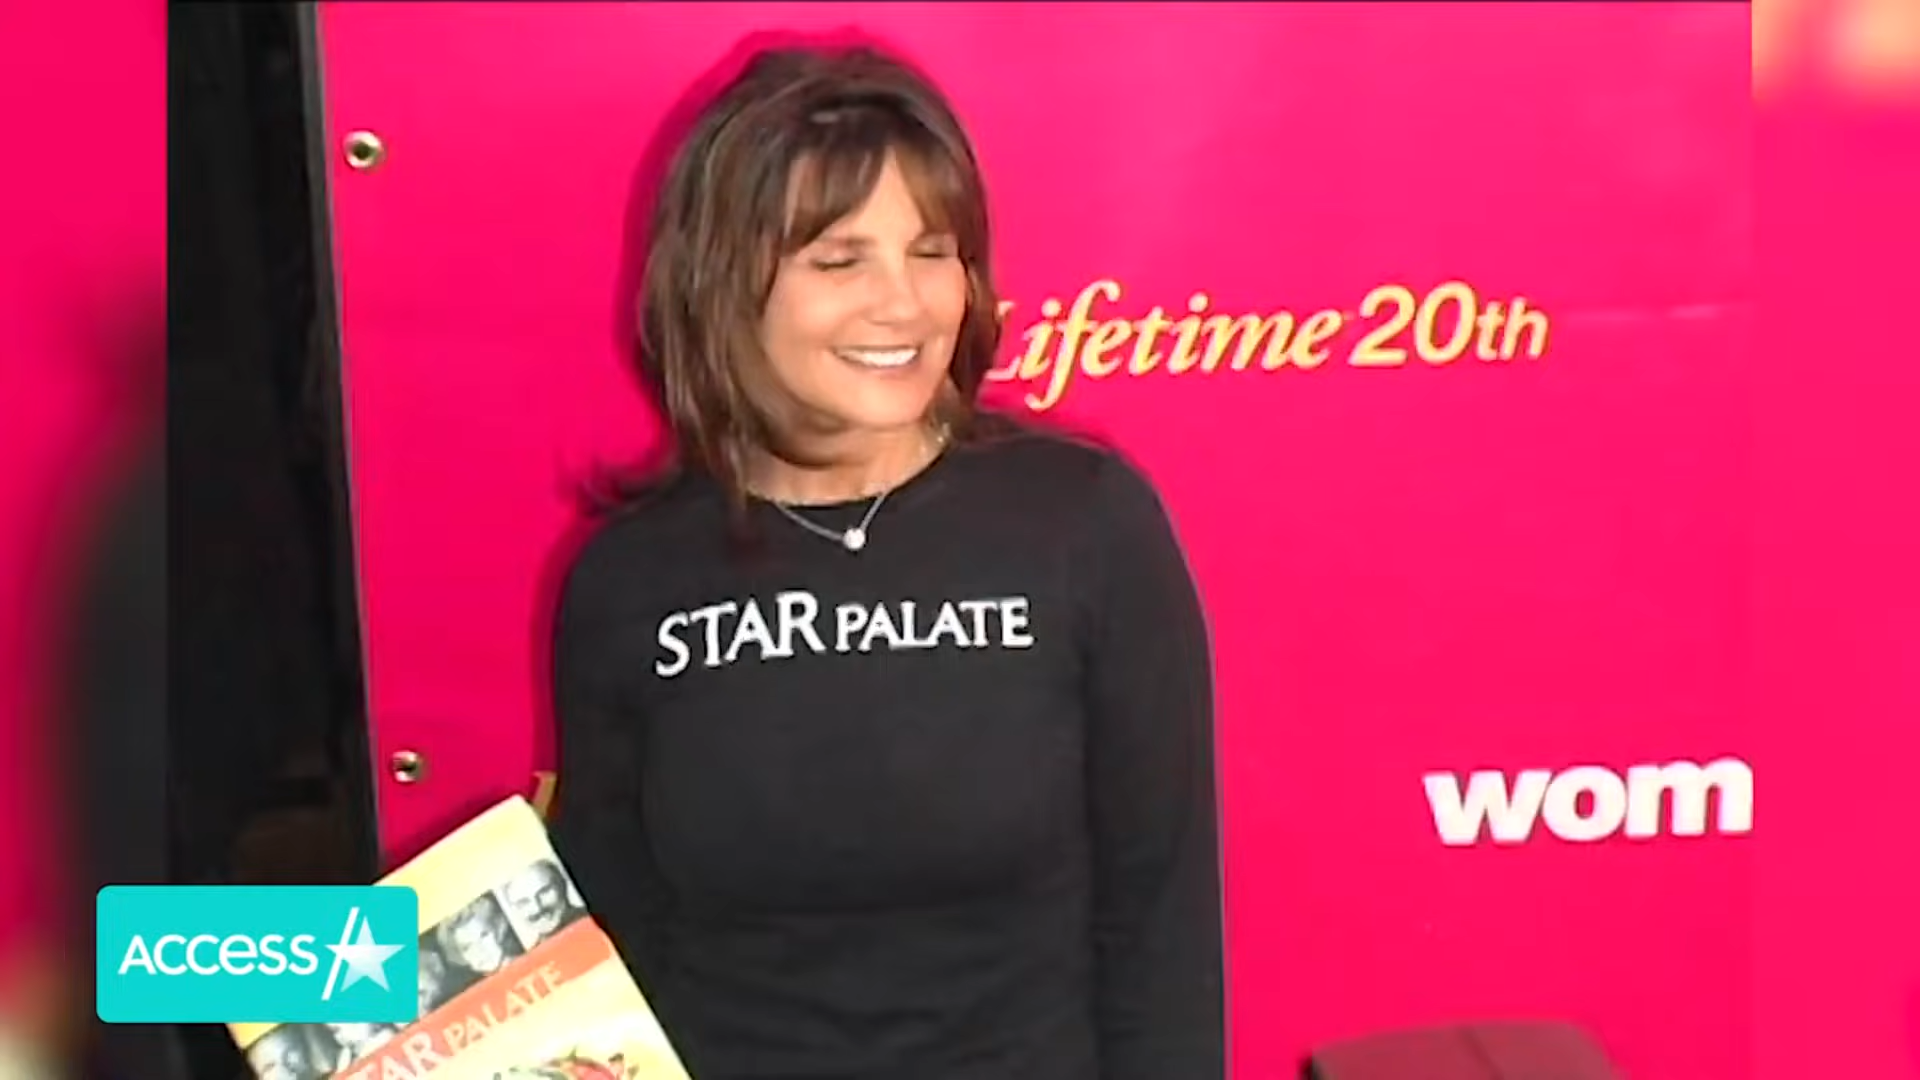 Lifetime 20th
STAR PALATE
wom
ACCESS
STAR PALATE